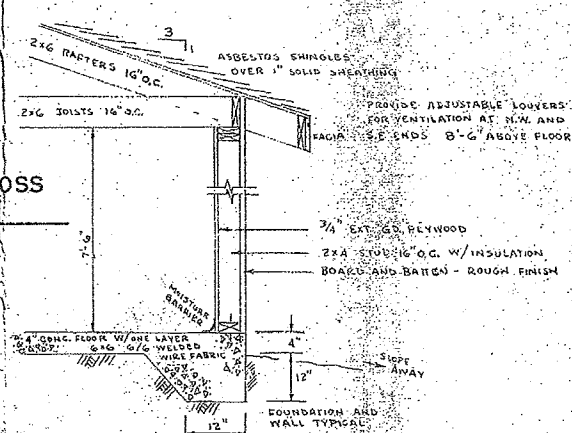 3
1
2x6 RAFTERS 16" O.C.
ASBESTOS SHINGLES
OVER 1" SOLID SHEATHING
2x6 JOISTS 16" O.C.
PROVIDE ADJUSTABLE LOUVERS
FOR VENTILATION AT N.W. AND
S.E ENDS 8'-6" ABOVE FLOOR
FACIA
OSS
3/4" EXT. GD. PLYWOOD
2x4 STUD 16" O.C. W/ INSULATION
BOARD AND BATTEN - ROUGH FINISH
7'-6"
MOISTURE
BARRIER
4" CONC. FLOOR W/ ONE LAYER
6x6 6/6 WELDED
WIRE FABRIC
4"
12"
SLOPE
AWAY
FOUNDATION AND
WALL TYPICAL
12"